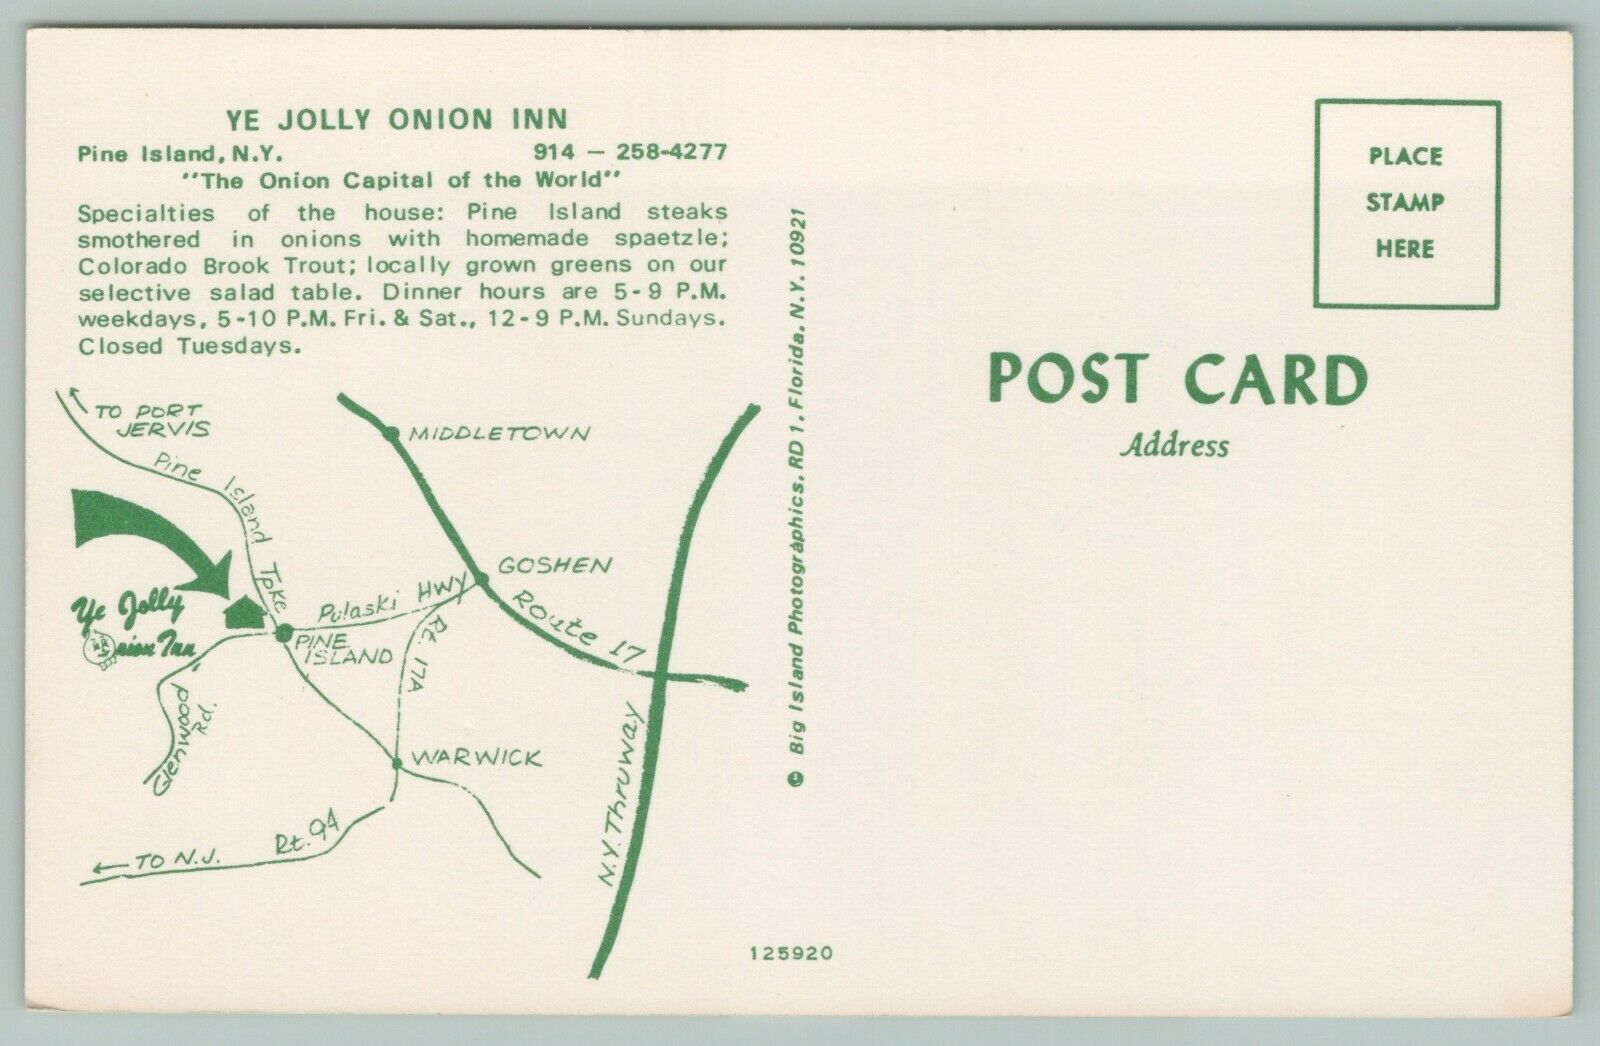 YE JOLLY ONION INN
Pine Island, N.Y. 914 — 258-4277
"The Onion Capital of the World"
Specialties of the house: Pine Island steaks
smothered in onions with homemade spaetzle;
Colorado Brook Trout; locally grown greens on our
selective salad table. Dinner hours are 5-9 P.M.
weekdays, 5-10 P.M. Fri. & Sat., 12-9 P.M. Sundays.
Closed Tuesdays.
TO PORT
JERVIS
Pine Island Tpke
MIDDLETOWN
GOSHEN
Pulaski HWY
ROUTE 17
Ye Jolly
Onion Inn
PINE
ISLAND
Rt. 17A
Glenwood
Rd.
WARWICK
N.Y. Thruway
Rt. 94
TO N.J.
© Big Island Photographics, RD 1, Florida, N.Y. 10921
125920
PLACE
STAMP
HERE
POST CARD
Address